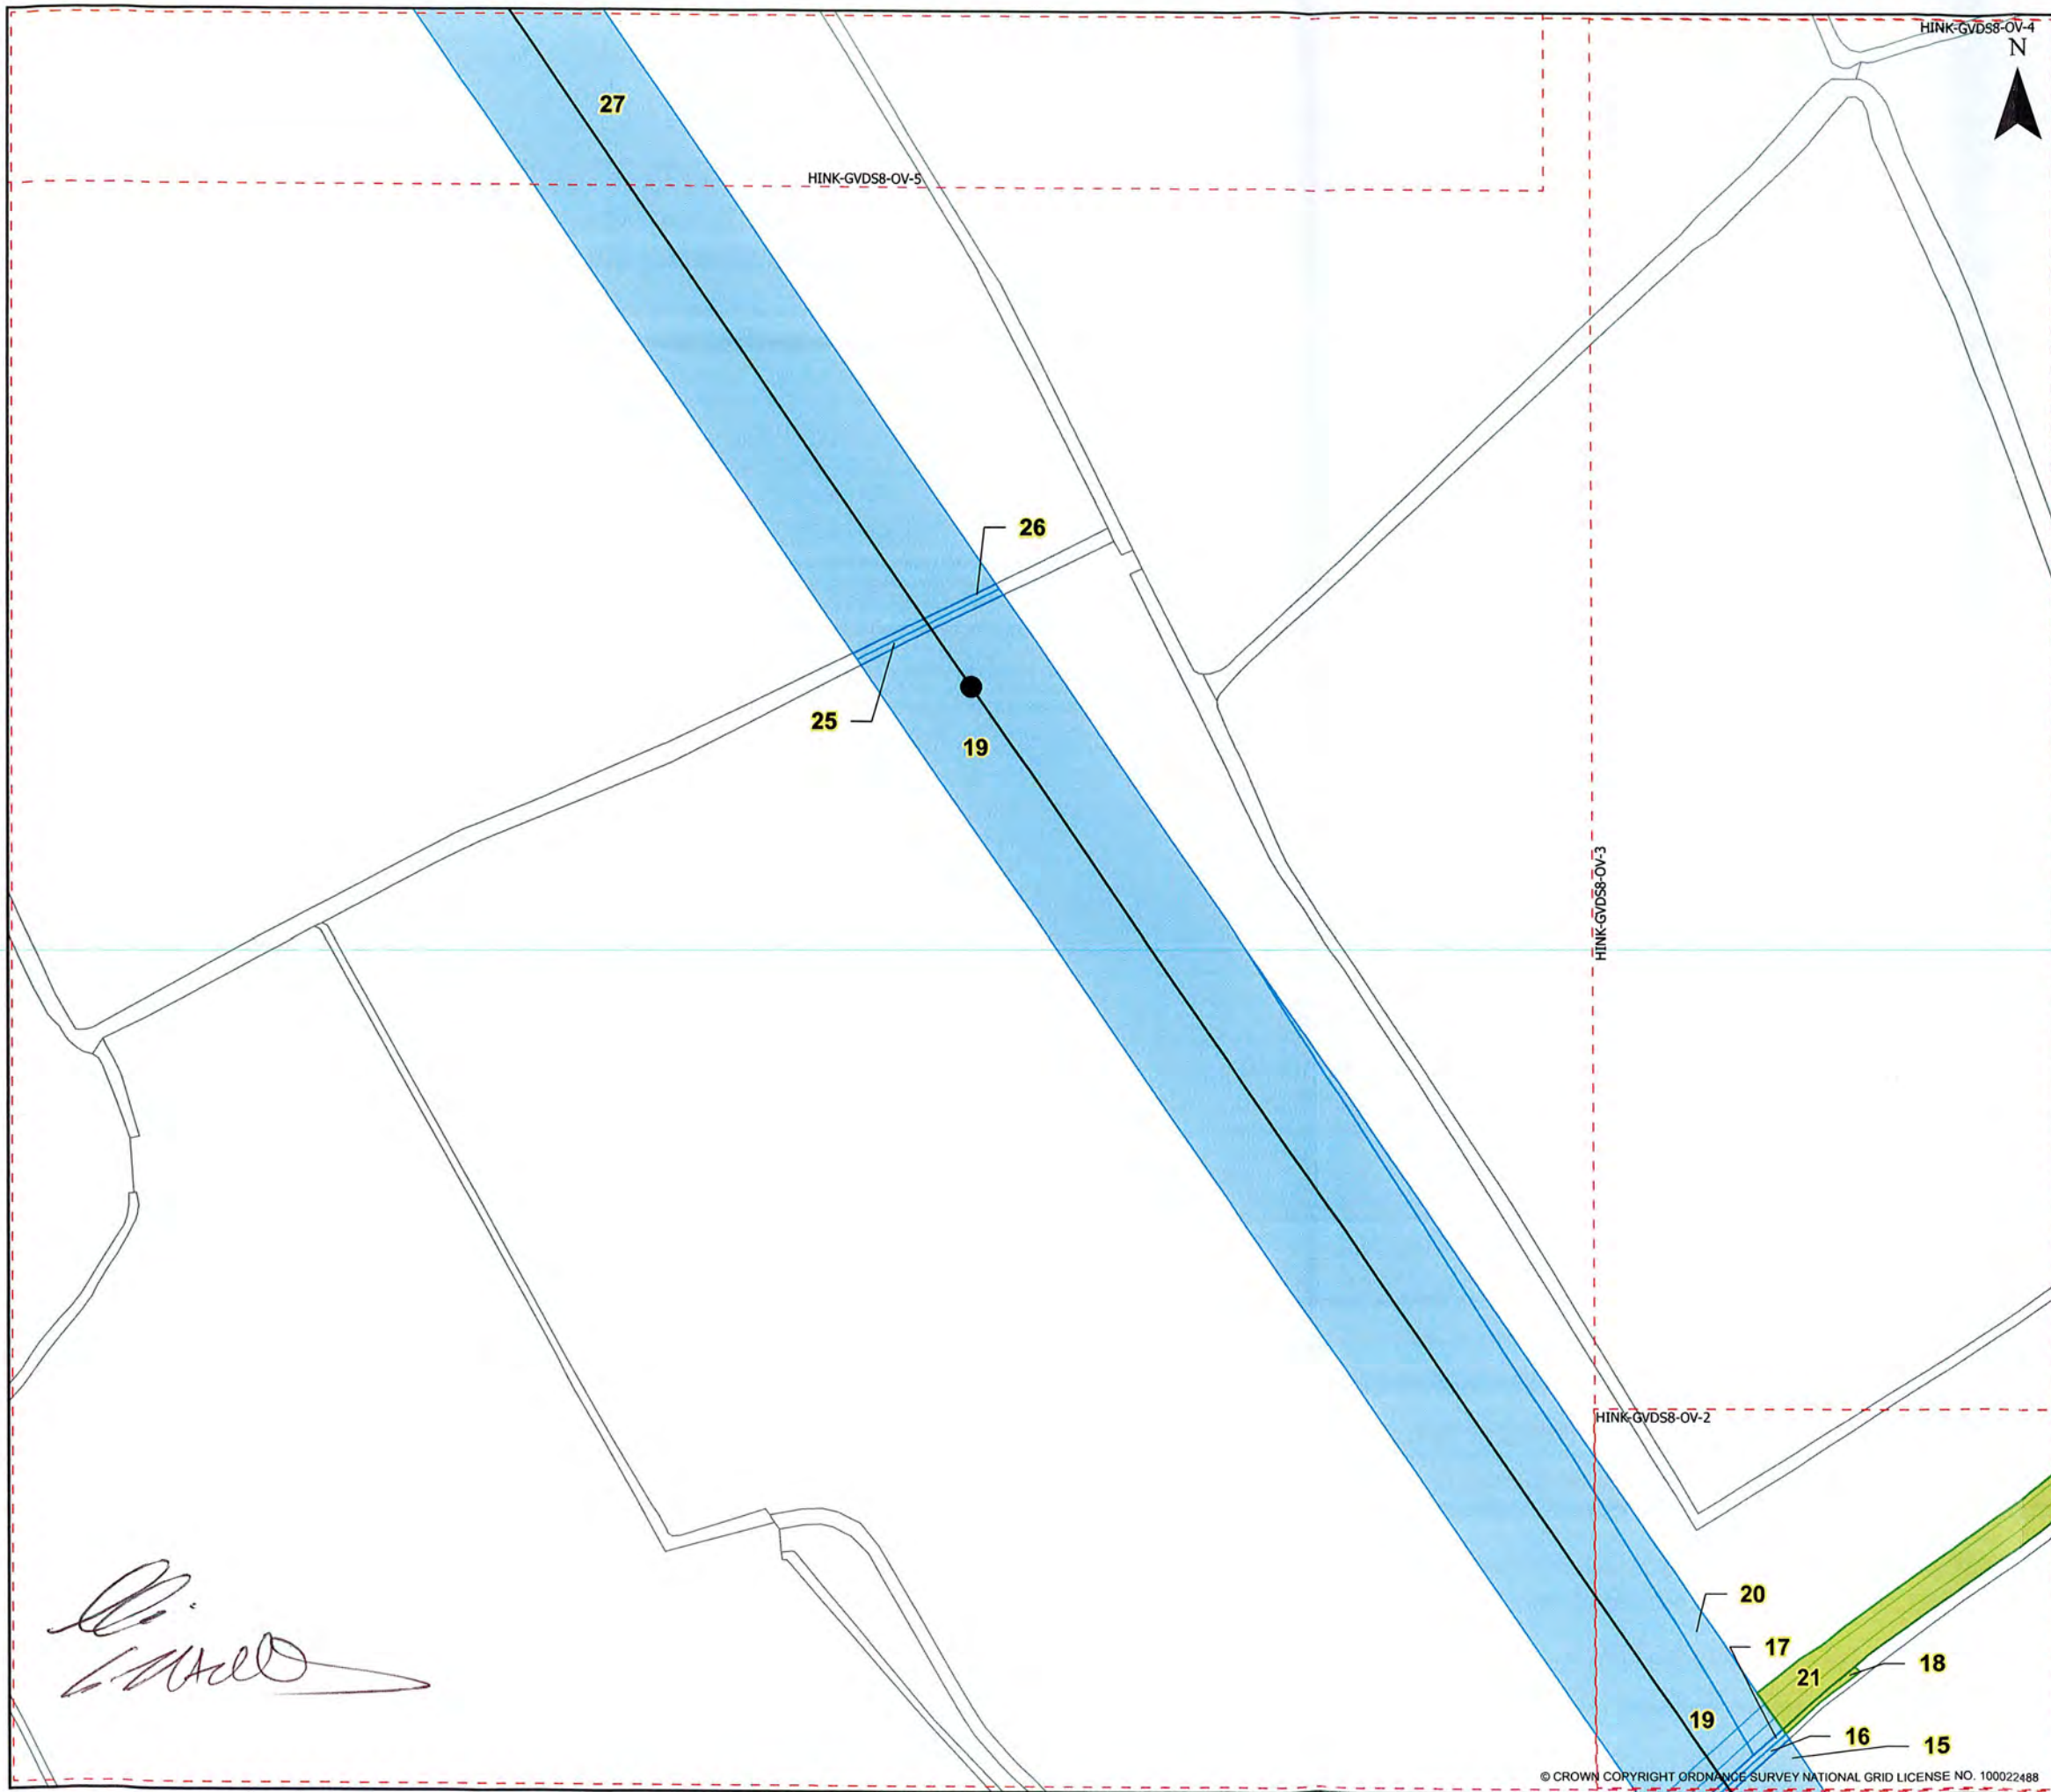 HINK-GVDS8-OV-4
N
27
HINK-GVDS8-OV-5
26
25
19
HINK-GVDS8-OV-3
HINK-GVDS8-OV-2
20
17
21
18
19
16
15
© CROWN COPYRIGHT ORDNANCE SURVEY NATIONAL GRID LICENSE NO. 100022488